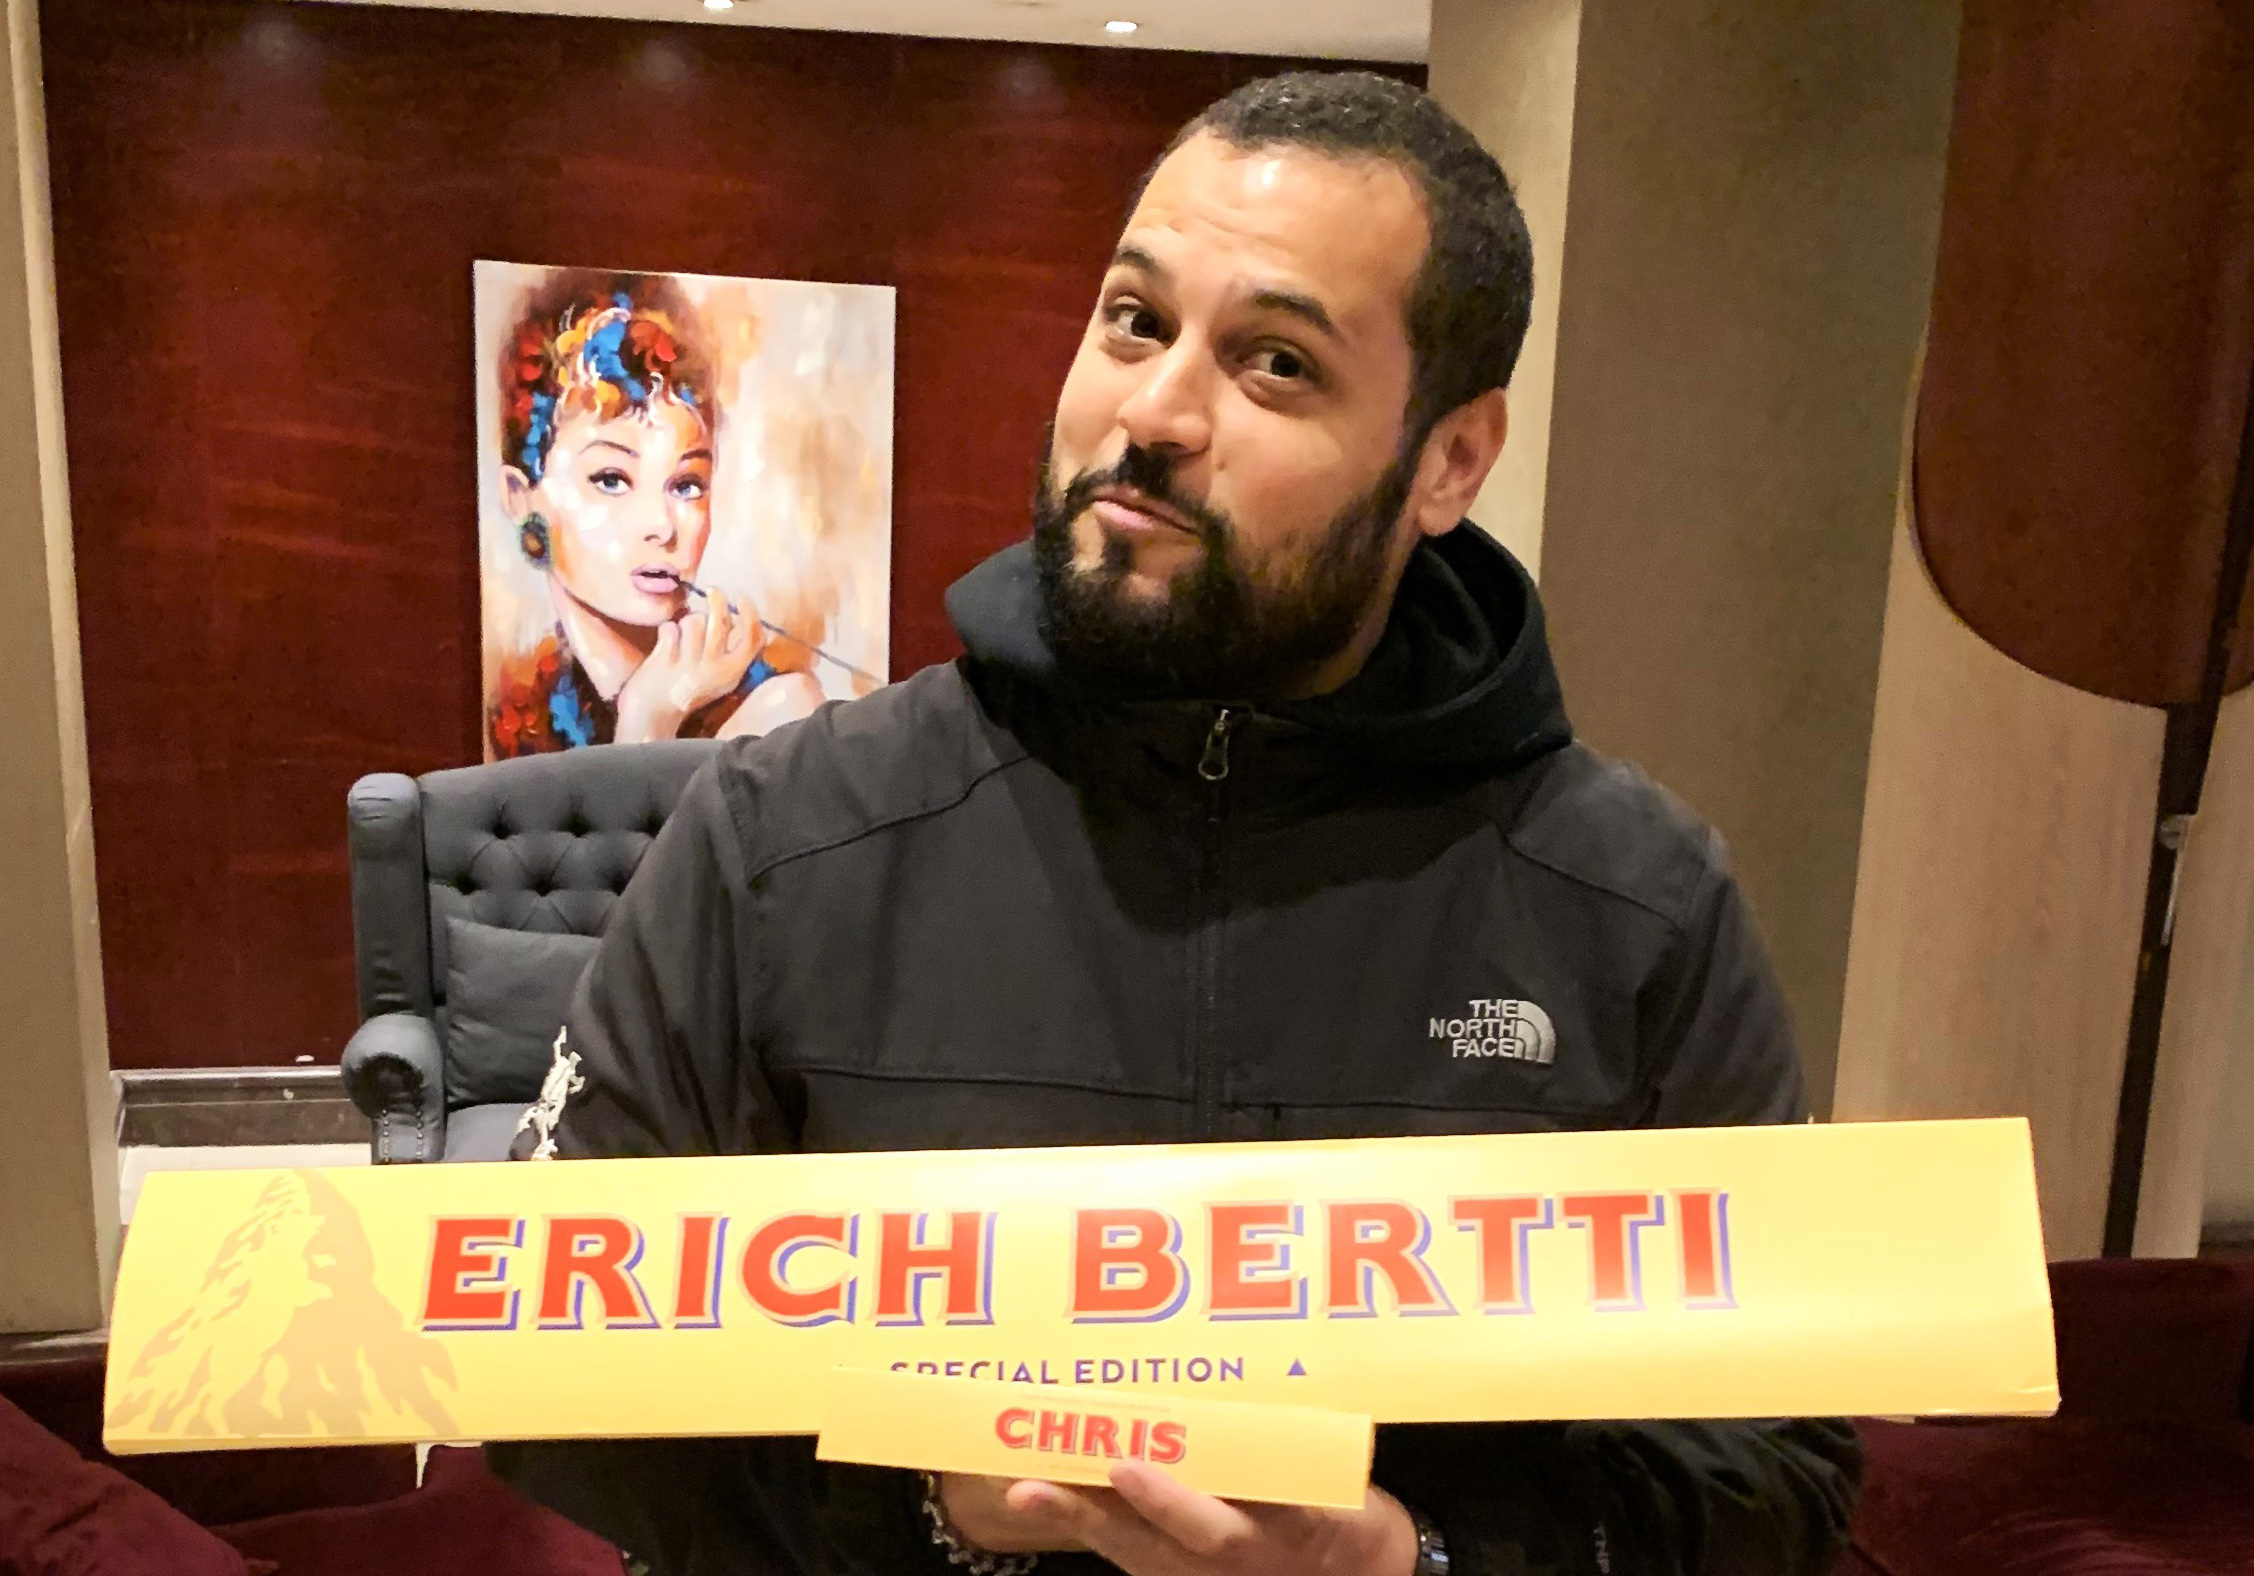 THE
NORTH
FACE
ERICH BERTTI
SPECIAL EDITION
CHRIS